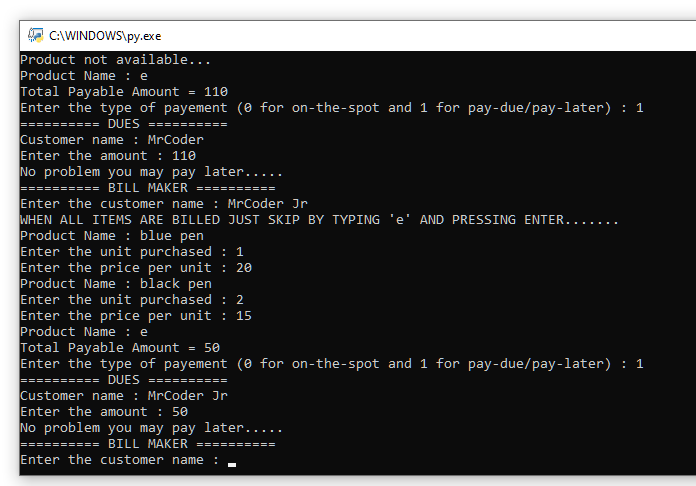 C:\WINDOWS\py.exe
Product not available...
Product Name : e
Total Payable Amount = 110
Enter the type of payement (0 for on-the-spot and 1 for pay-due/pay-later) : 1
========== DUES ==========
Customer name : MrCoder
Enter the amount : 110
No problem you may pay later.....
========== BILL MAKER ==========
Enter the customer name : MrCoder Jr
WHEN ALL ITEMS ARE BILLED JUST SKIP BY TYPING 'e' AND PRESSING ENTER.......
Product Name : blue pen
Enter the unit purchased : 1
Enter the price per unit : 20
Product Name : black pen
Enter the unit purchased : 2
Enter the price per unit : 15
Product Name : e
Total Payable Amount = 50
Enter the type of payement (0 for on-the-spot and 1 for pay-due/pay-later) : 1
========== DUES ==========
Customer name : MrCoder Jr
Enter the amount : 50
No problem you may pay later.....
========== BILL MAKER ==========
Enter the customer name :